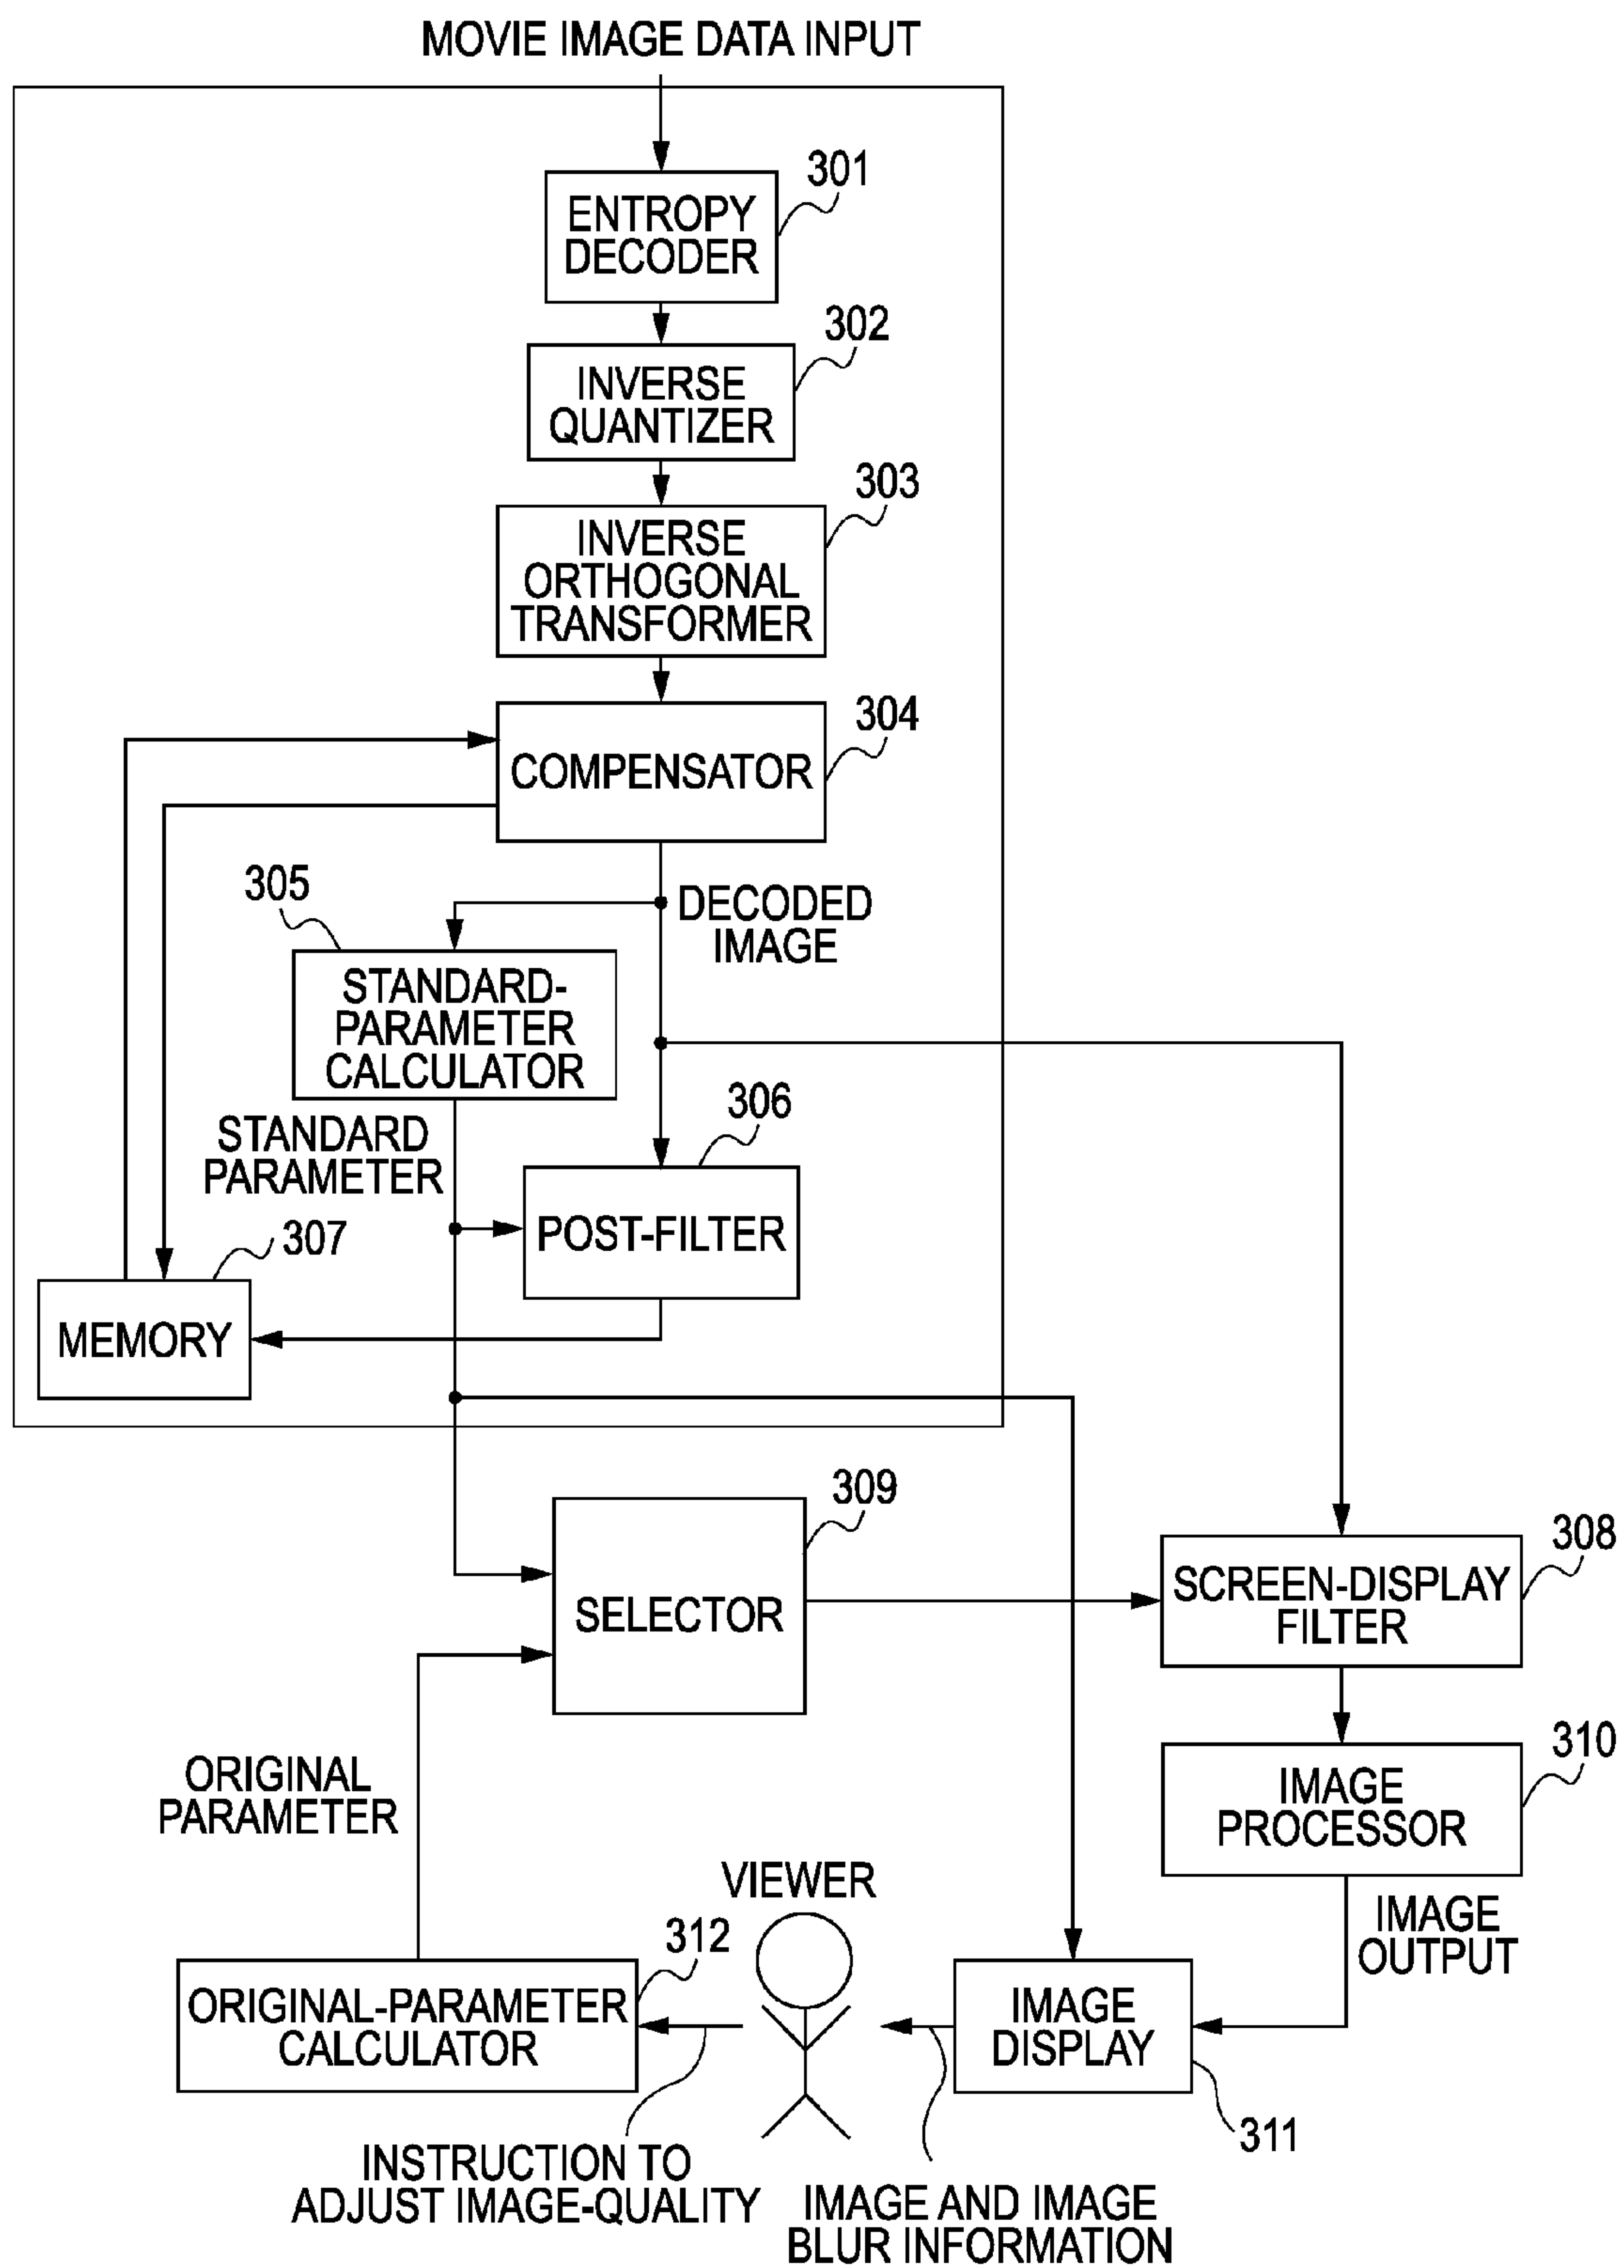 MOVIE IMAGE DATA INPUT
301
ENTROPY
DECODER
302
INVERSE
QUANTIZER
303
INVERSE
ORTHOGONAL
TRANSFORMER
304
COMPENSATOR
305
DECODED
IMAGE
STANDARD-
PARAMETER
CALCULATOR
306
STANDARD
PARAMETER
POST-FILTER
307
MEMORY
309
SELECTOR
308
SCREEN-DISPLAY
FILTER
310
IMAGE
PROCESSOR
ORIGINAL
PARAMETER
VIEWER
IMAGE
OUTPUT
312
ORIGINAL-PARAMETER
CALCULATOR
IMAGE
DISPLAY
311
INSTRUCTION TO
ADJUST IMAGE-QUALITY
IMAGE AND IMAGE
BLUR INFORMATION